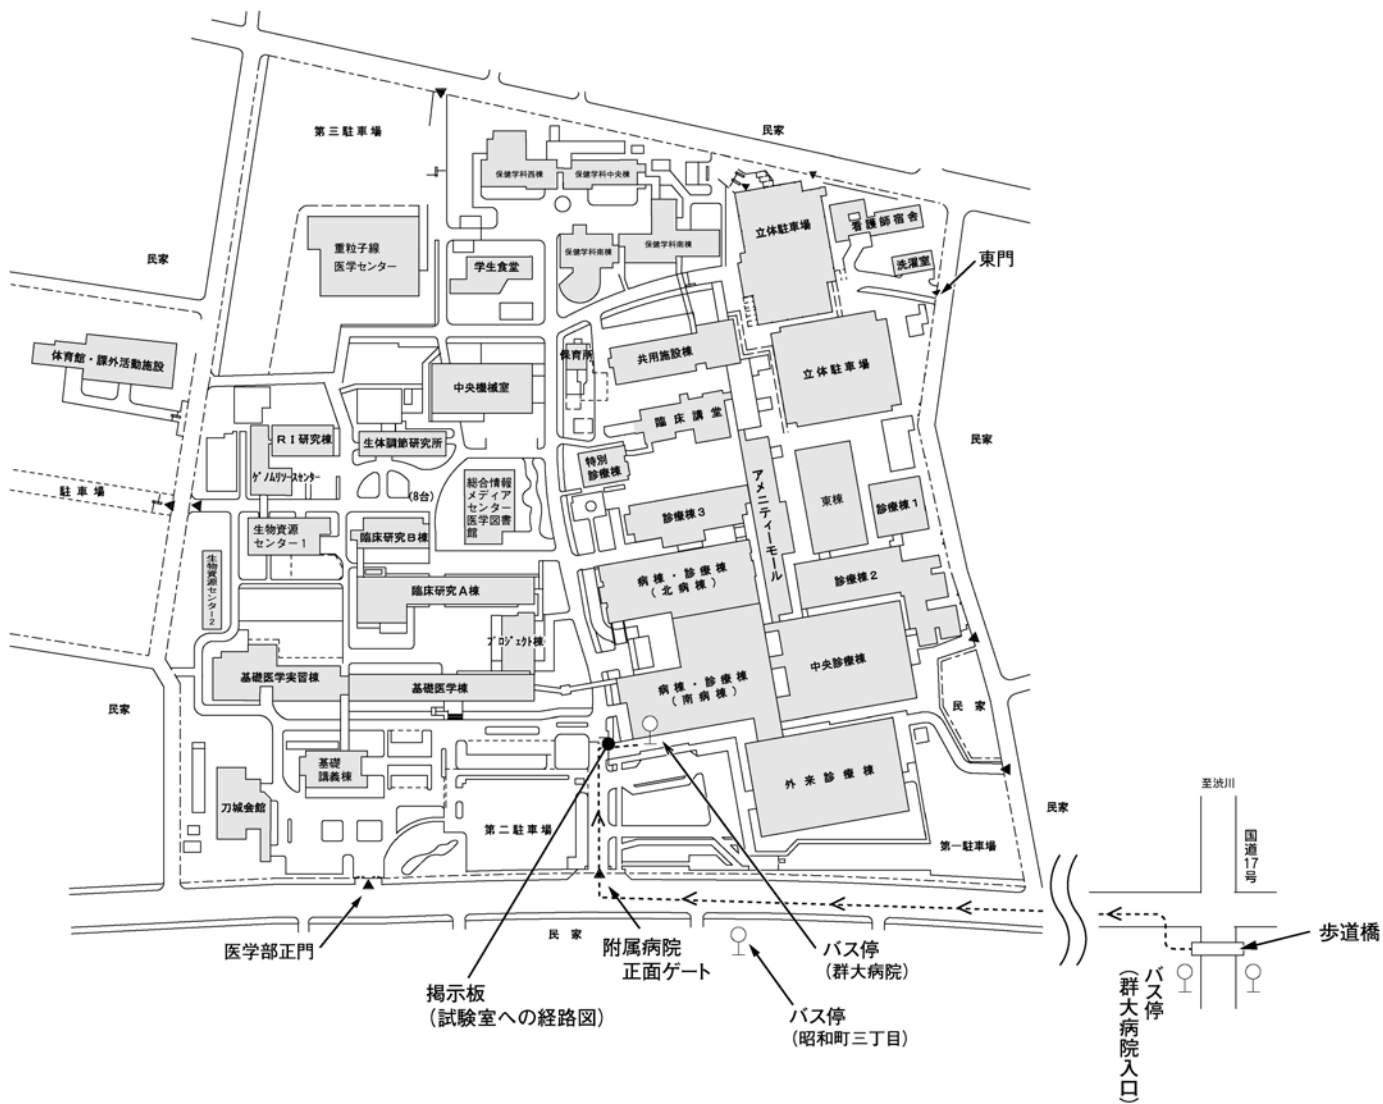 民家
第三駐車場
保健学科西棟
保健学科中央棟
立体駐車場
看護師宿舎
保健学科南棟
保健学科南棟
重粒子線
医学センター
民家
学生食堂
洗濯室
東門
体育館・課外活動施設
保育所
共用施設棟
立体駐車場
中央機械室
臨床講堂
民家
RI研究棟
生体調節研究所
特別
診療棟
アメニティーモール
ゲノムリソースセンター
(8台)
総合情報
メディア
センター
医学図書
館
駐車場
東棟
診療棟1
診療棟3
生物資源
センター1
臨床研究B棟
生物資源センター2
病棟・診療棟
(北病棟)
診療棟2
臨床研究A棟
プロジェクト棟
中央診療棟
基礎医学実習棟
基礎医学棟
病棟・診療棟
(南病棟)
民家
民家
基礎
講義棟
外来診療棟
至渋川
刀城会館
民家
第二駐車場
第一駐車場
国道17号
民家
歩道橋
医学部正門
附属病院
正面ゲート
バス停
(群大病院)
掲示板
(試験室への経路図)
バス停
(昭和町三丁目)
バス停
(群大病院入口)